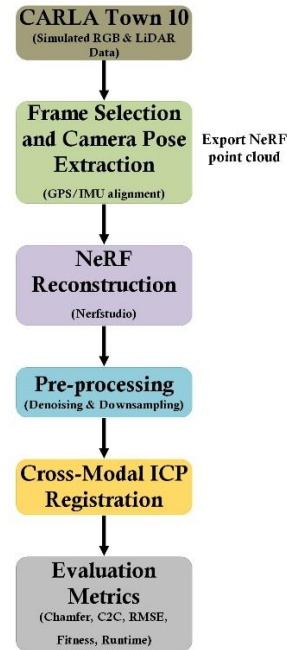 CARLA Town 10
(Simulated RGB & LiDAR
Data)
Frame Selection
and Camera Pose
Extraction
(GPS/IMU alignment)
Export NeRF
point cloud
NeRF
Reconstruction
(Nerfstudio)
Pre-processing
(Denoising & Downsampling)
Cross-Modal ICP
Registration
Evaluation
Metrics
(Chamfer, C2C, RMSE,
Fitness, Runtime)